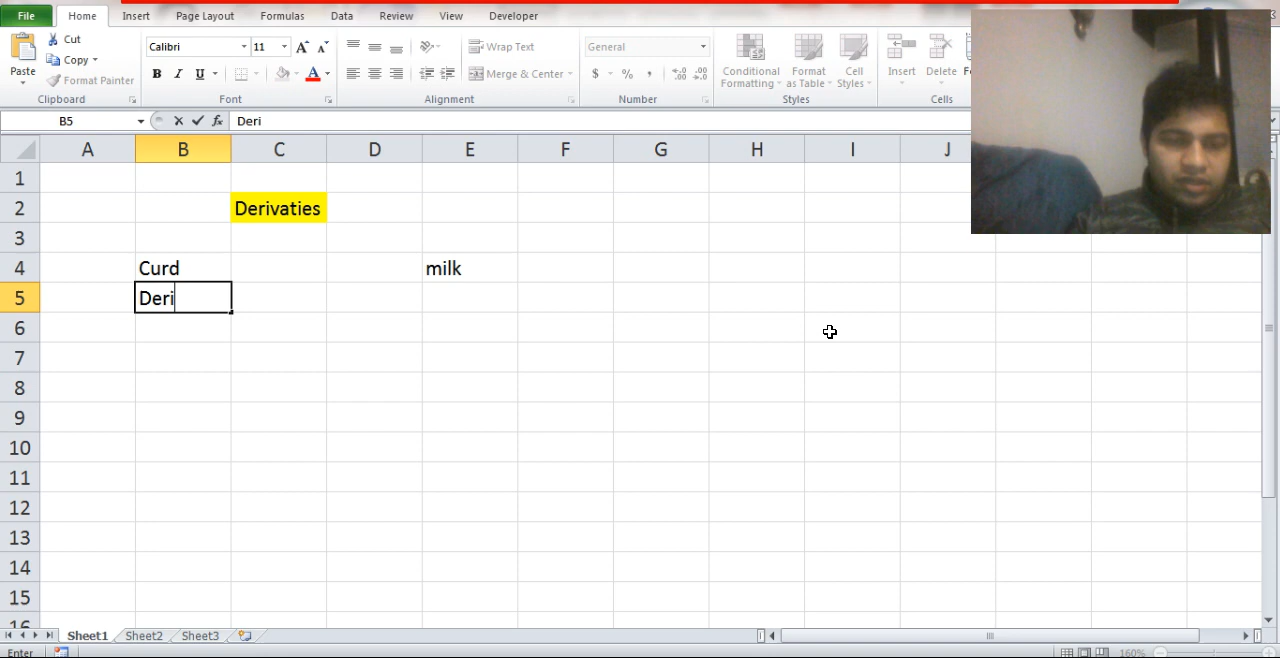 File Home Insert Page Layout Formulas Data Review View Developer
Cut Calibri 11 A A Wrap Text General
Copy
Paste Format Painter B I U A Merge & Center $ % , Conditional Formatting Format as Table Cell Styles Insert Delete
Clipboard Font Alignment Number Styles Cells
B5 fx Deri
A B C D E F G H I J
1
2 Derivaties
3
4 Curd milk
5 Deri
6
7
8
9
10
11
12
13
14
15
16
Sheet1 Sheet2 Sheet3
Enter 160%